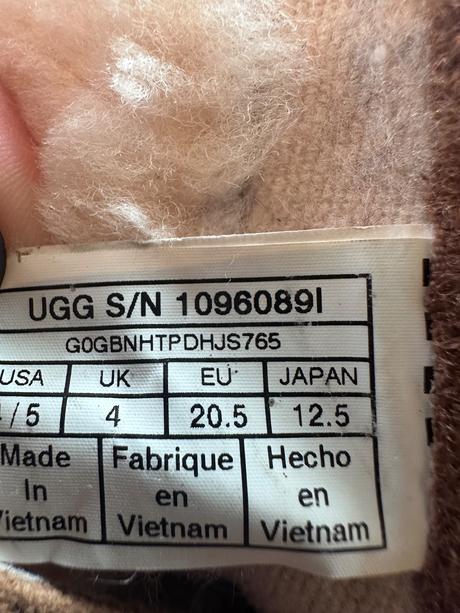 UGG S/N 1096089I
G0GBNHTPDHJS765
USA UK EU JAPAN
/5 4 20.5 12.5
Made Fabrique Hecho
In en en
Vietnam Vietnam Vietnam